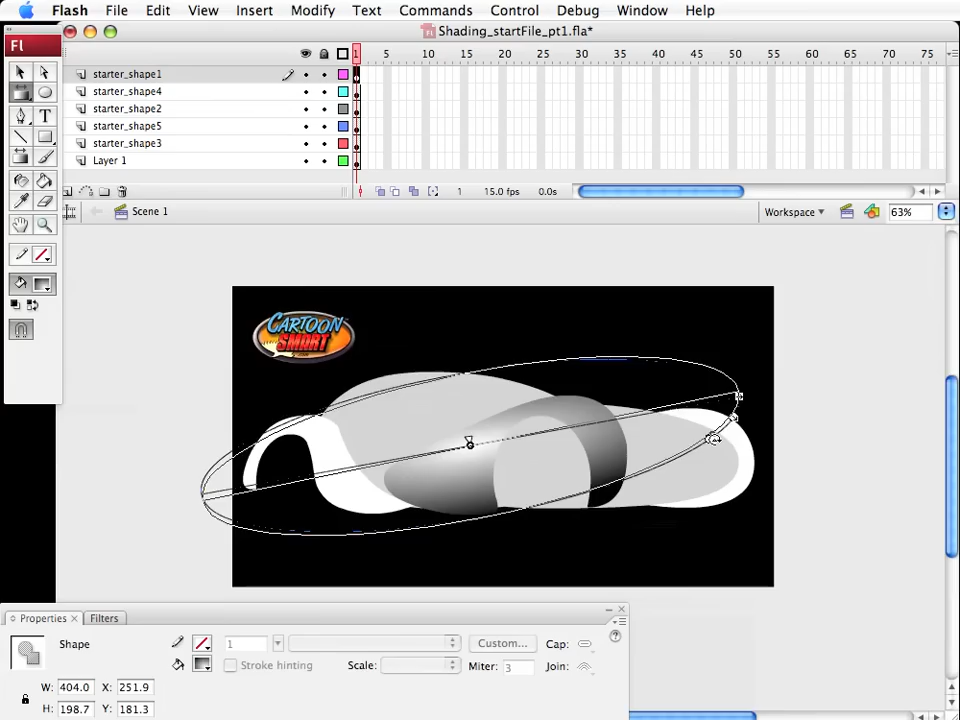 Flash File Edit View Insert Modify Text Commands Control Debug Window Help
Shading_startFile_pt1.fla*
Fl
1 5 10 15 20 25 30 35 40 45 50 55 60 65 70 75
starter_shape1
starter_shape4
starter_shape2
starter_shape5
starter_shape3
Layer 1
1 15.0 fps 0.0s
Scene 1
Workspace
63%
T
CARTOON
SMART
Properties Filters
Shape
1
Custom...
Cap:
Stroke hinting
Scale:
Miter: 3
Join:
W: 404.0 X: 251.9
H: 198.7 Y: 181.3